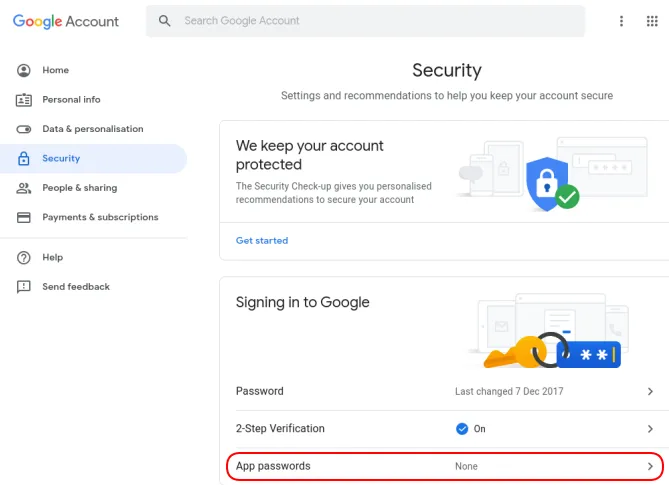 Google Account
Search Google Account
Home
Personal info
Data & personalisation
Security
People & sharing
Payments & subscriptions
Help
Send feedback
Security
Settings and recommendations to help you keep your account secure
We keep your account
protected
The Security Check-up gives you personalised
recommendations to secure your account
Get started
Signing in to Google
Password Last changed 7 Dec 2017
2-Step Verification On
App passwords None